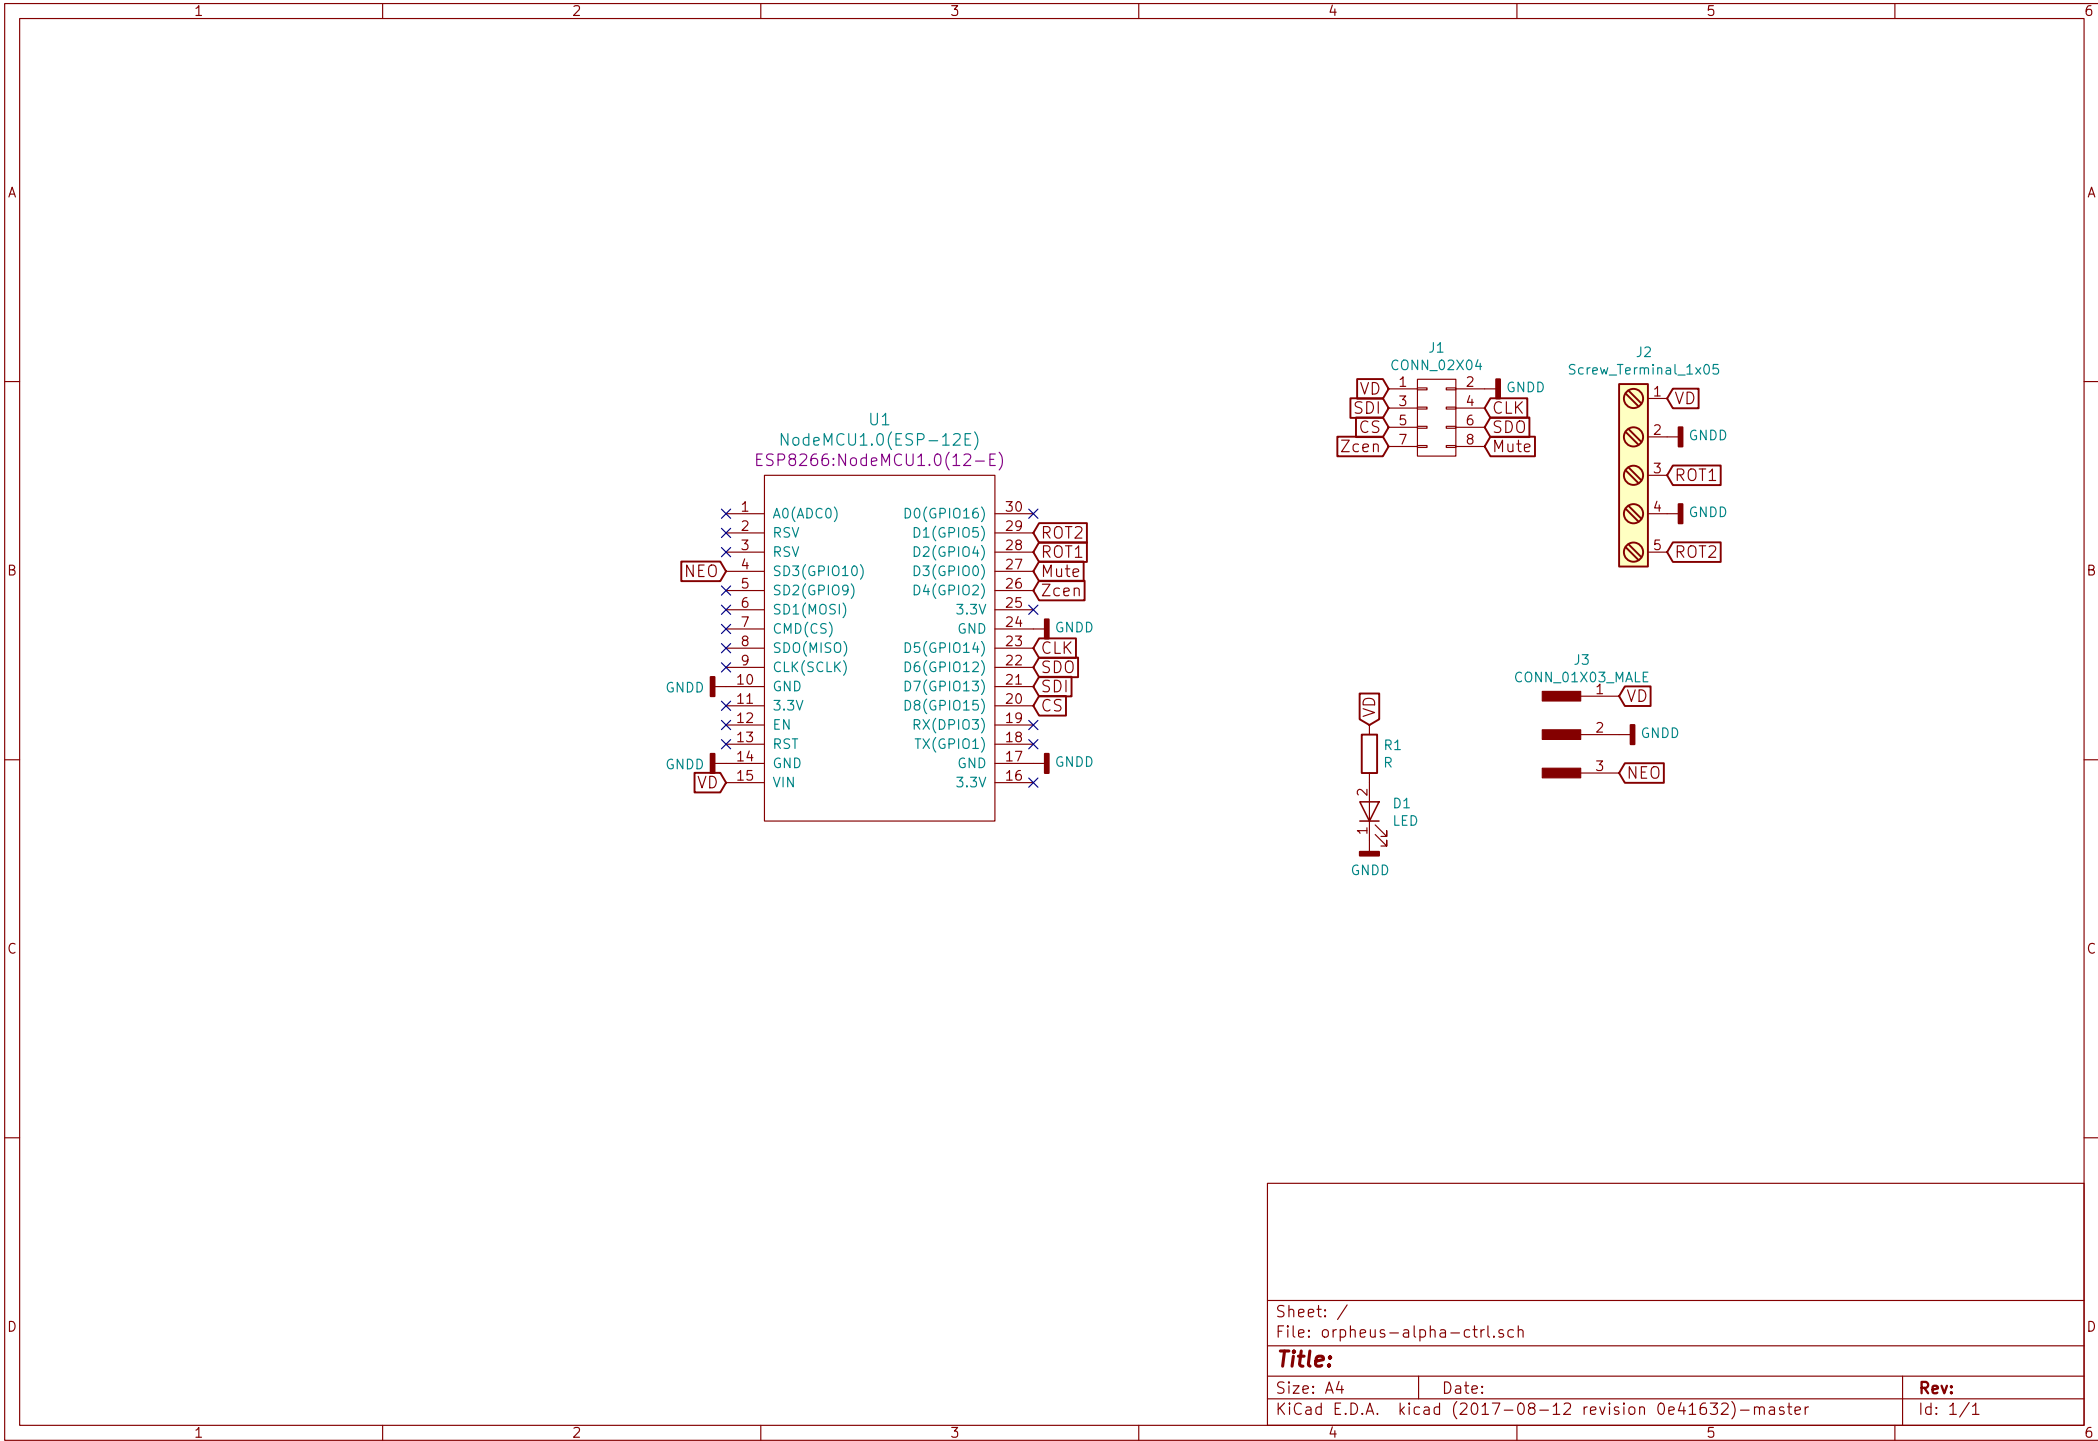 1 2 3 4 5 6
A A
B B
C C
D D
1 2 3 4 5 6
U1
NodeMCU1.0(ESP-12E)
ESP8266:NodeMCU1.0(12-E)
1 A0(ADC0)
2 RSV
3 RSV
NEO 4 SD3(GPIO10)
5 SD2(GPIO9)
6 SD1(MOSI)
7 CMD(CS)
8 SDO(MISO)
9 CLK(SCLK)
GNDD 10 GND
11 3.3V
12 EN
13 RST
GNDD 14 GND
VD 15 VIN
D0(GPIO16) 30
D1(GPIO5) 29 ROT2
D2(GPIO4) 28 ROT1
D3(GPIO0) 27 Mute
D4(GPIO2) 26 Zcen
3.3V 25
GND 24 GNDD
D5(GPIO14) 23 CLK
D6(GPIO12) 22 SDO
D7(GPIO13) 21 SDI
D8(GPIO15) 20 CS
RX(DPIO3) 19
TX(GPIO1) 18
GND 17 GNDD
3.3V 16
J1
CONN_02X04
VD 1 2 GNDD
SDI 3 4 CLK
CS 5 6 SDO
Zcen 7 8 Mute
J2
Screw_Terminal_1x05
1 VD
2 GNDD
3 ROT1
4 GNDD
5 ROT2
J3
CONN_01X03_MALE
1 VD
2 GNDD
3 NEO
VD
R1
R
2
D1
LED
1
GNDD
Sheet: /
File: orpheus-alpha-ctrl.sch
Title:
Size: A4 Date: Rev:
KiCad E.D.A. kicad (2017-08-12 revision 0e41632)-master Id: 1/1